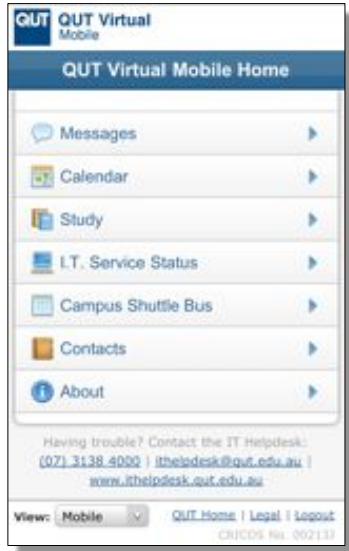 QUT QUT Virtual
Mobile
QUT Virtual Mobile Home
Messages
Calendar
Study
I.T. Service Status
Campus Shuttle Bus
Contacts
About
Having trouble? Contact the IT Helpdesk:
(07) 3138 4000 | ithelpdesk@qut.edu.au |
www.ithelpdesk.qut.edu.au
View: Mobile QUT Home | Legal | Logout
CRICOS No. 00213J